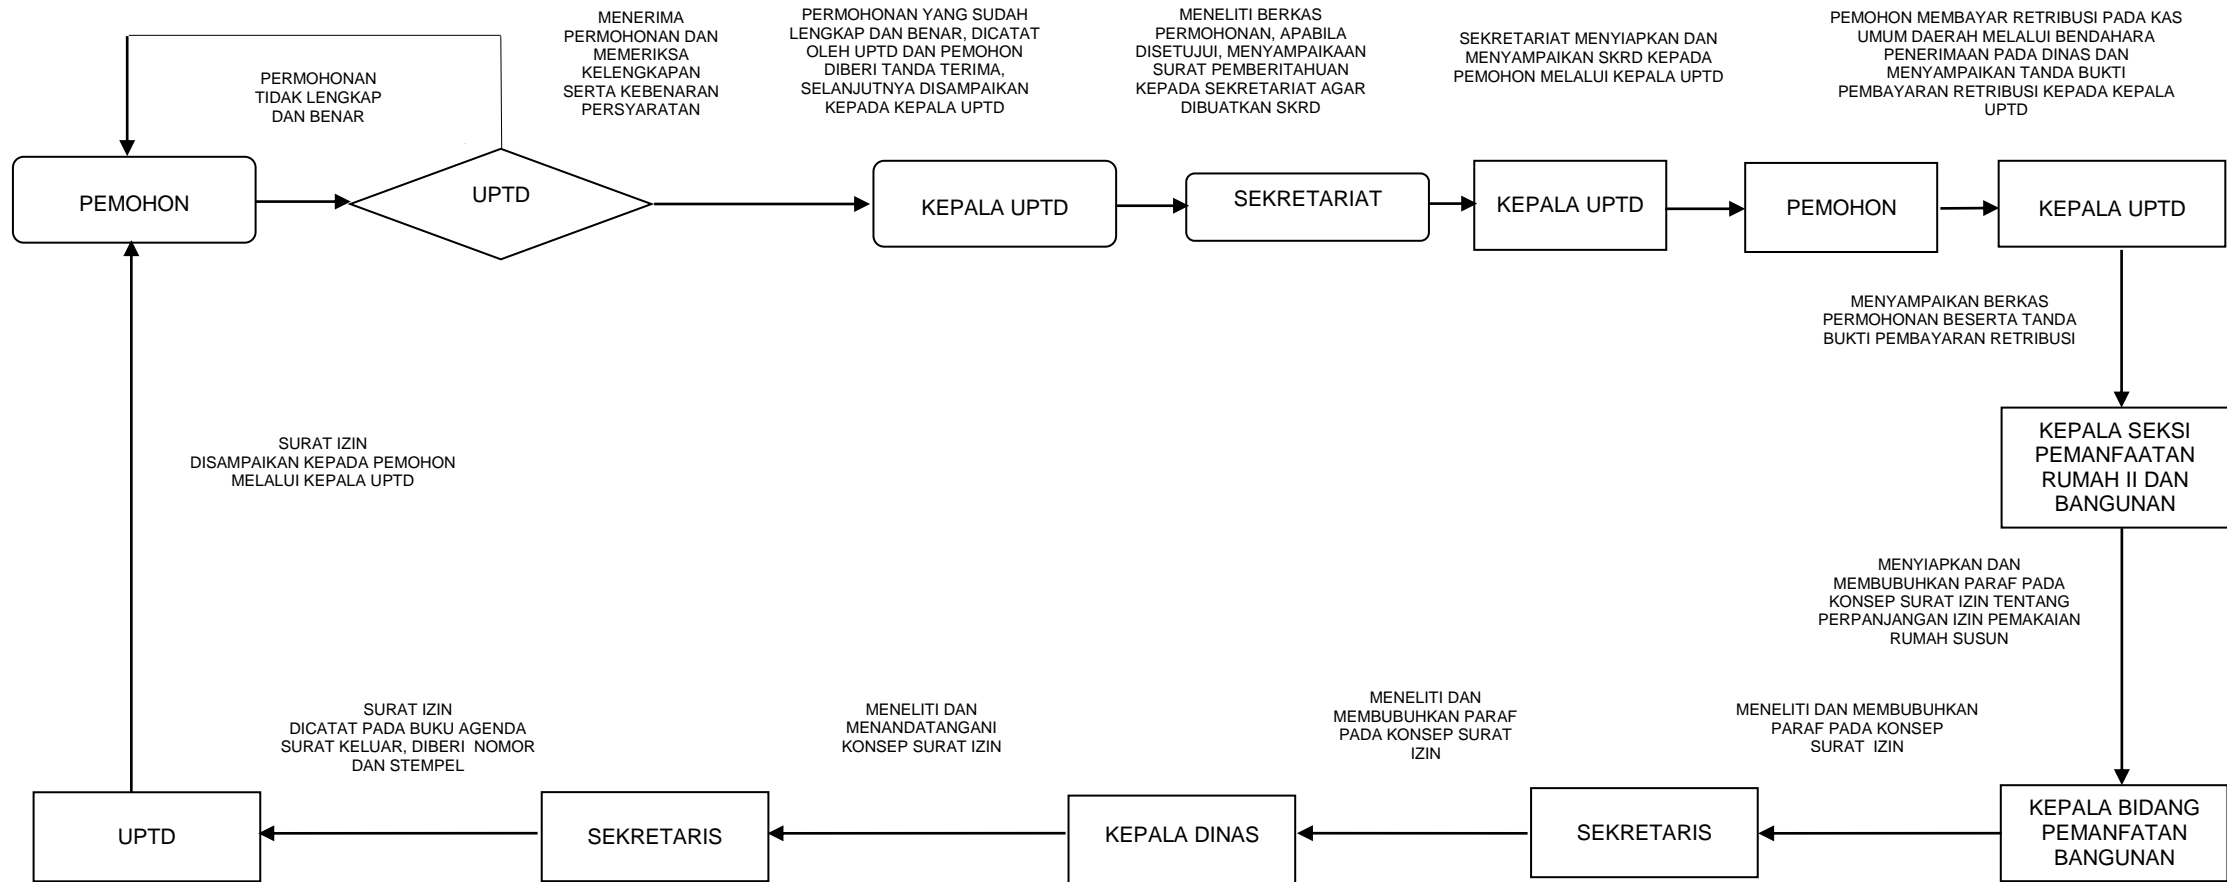 PERMOHONAN
TIDAK LENGKAP
DAN BENAR
MENERIMA
PERMOHONAN DAN
MEMERIKSA
KELENGKAPAN
SERTA KEBENARAN
PERSYARATAN
PERMOHONAN YANG SUDAH
LENGKAP DAN BENAR, DICATAT
OLEH UPTD DAN PEMOHON
DIBERI TANDA TERIMA,
SELANJUTNYA DISAMPAIKAN
KEPADA KEPALA UPTD
MENELITI BERKAS
PERMOHONAN, APABILA
DISETUJUI, MENYAMPAIKAAN
SURAT PEMBERITAHUAN
KEPADA SEKRETARIAT AGAR
DIBUATKAN SKRD
SEKRETARIAT MENYIAPKAN DAN
MENYAMPAIKAN SKRD KEPADA
PEMOHON MELALUI KEPALA UPTD
PEMOHON MEMBAYAR RETRIBUSI PADA KAS
UMUM DAERAH MELALUI BENDAHARA
PENERIMAAN PADA DINAS DAN
MENYAMPAIKAN TANDA BUKTI
PEMBAYARAN RETRIBUSI KEPADA KEPALA
UPTD
PEMOHON
UPTD
KEPALA UPTD
SEKRETARIAT
KEPALA UPTD
PEMOHON
KEPALA UPTD
MENYAMPAIKAN BERKAS
PERMOHONAN BESERTA TANDA
BUKTI PEMBAYARAN RETRIBUSI
KEPALA SEKSI
PEMANFAATAN
RUMAH II DAN
BANGUNAN
SURAT IZIN
DISAMPAIKAN KEPADA PEMOHON
MELALUI KEPALA UPTD
MENYIAPKAN DAN
MEMBUBUHKAN PARAF PADA
KONSEP SURAT IZIN TENTANG
PERPANJANGAN IZIN PEMAKAIAN
RUMAH SUSUN
SURAT IZIN
DICATAT PADA BUKU AGENDA
SURAT KELUAR, DIBERI  NOMOR
DAN STEMPEL
MENELITI DAN
MENANDATANGANI
KONSEP SURAT IZIN
MENELITI DAN
MEMBUBUHKAN PARAF
PADA KONSEP SURAT
IZIN
MENELITI DAN MEMBUBUHKAN
PARAF PADA KONSEP
SURAT  IZIN
UPTD
SEKRETARIS
KEPALA DINAS
SEKRETARIS
KEPALA BIDANG
PEMANFATAN
BANGUNAN